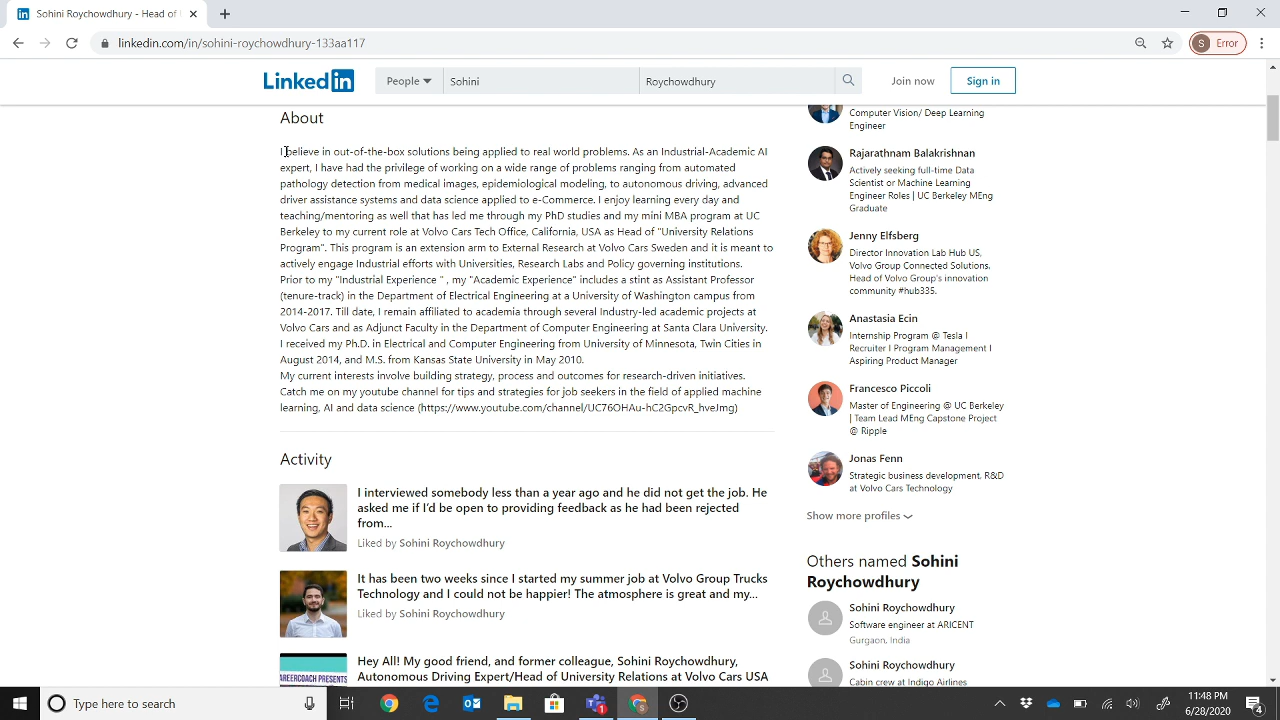 Sohini Roychowdhury - Head of
linkedin.com/in/sohini-roychowdhury-133aa117
S Error
LinkedIn
People
Sohini
Roychowdhury
Join now
Sign in
About
I believe in out-of-the-box solutions being applied to real world problems. As an Industrial-Academic AI
expert, I have had the privilege of working on a wide range of problems ranging from automated
pathology detection from medical images, epidemiological modeling, to autonomous driving, advanced
driver assistance systems and data science applied to e-Commerce. I enjoy learning every day and
teaching/mentoring as well that has led me through my PhD studies and my mini MBA program at UC
Berkeley to my current role at Volvo Cars Tech Office, California, USA as Head of "University Relations
Program". This program is an extension arm to External Research at Volvo Cars Sweden and it is meant to
actively engage Industrial efforts with Universities, Research Labs and Policy governing institutions.
Prior to my "Industrial Experience " , my "Academic Experience" includes a stint as Assistant Professor
(tenure-track) in the Department of Electrical Engineering at a University of Washington campus from
2014-2017. Till date, I remain affiliated to academia through several Industry-led academic projects at
Volvo Cars and as Adjunct Faculty in the Department of Computer Engineering at Santa Clara University.
I received my Ph.D. in Electrical and Computer Engineering from University of Minnesota, Twin Cities in
August 2014, and M.S. from Kansas State University in May 2010.
My current interests involve building strategy, process and outcomes for research-driven initiatives.
Catch me on my youtube channel for tips and strategies for job seekers in the field of applied machine
learning, AI and data science (https://www.youtube.com/channel/UC76OHAu-hC2GpcvR_hveJmg)
Activity
I interviewed somebody less than a year ago and he did not get the job. He
asked me if I'd be open to providing feedback as he had been rejected
from...
Liked by Sohini Roychowdhury
It has been two weeks since I started my summer job at Volvo Group Trucks
Technology and I could not be happier! The atmosphere is great and my...
Liked by Sohini Roychowdhury
AREERCOACH PRESENTS
Hey All! My good friend, and former colleague, Sohini Roychowdhury,
Autonomous Driving Expert/Head of University Relations at Volvo Cars USA
Computer Vision/ Deep Learning
Engineer
Rajarathnam Balakrishnan
Actively seeking full-time Data
Scientist or Machine Learning
Engineer Roles | UC Berkeley MEng
Graduate
Jenny Elfsberg
Director Innovation Lab Hub US,
Volvo Group Connected Solutions,
Head of Volvo Group's innovation
community #hub335.
Anastasia Ecin
Internship Program @ Tesla I
Recruiter I Program Management I
Aspiring Product Manager
Francesco Piccoli
Master of Engineering @ UC Berkeley
| Team Lead MEng Capstone Project
@ Ripple
Jonas Fenn
Strategic business development, R&D
at Volvo Cars Technology
Show more profiles
Others named Sohini
Roychowdhury
Sohini Roychowdhury
Software engineer at ARICENT
Gurgaon, India
Sohini Roychowdhury
Cabin crew at Indigo Airlines
Type here to search
11:48 PM
6/28/2020
4